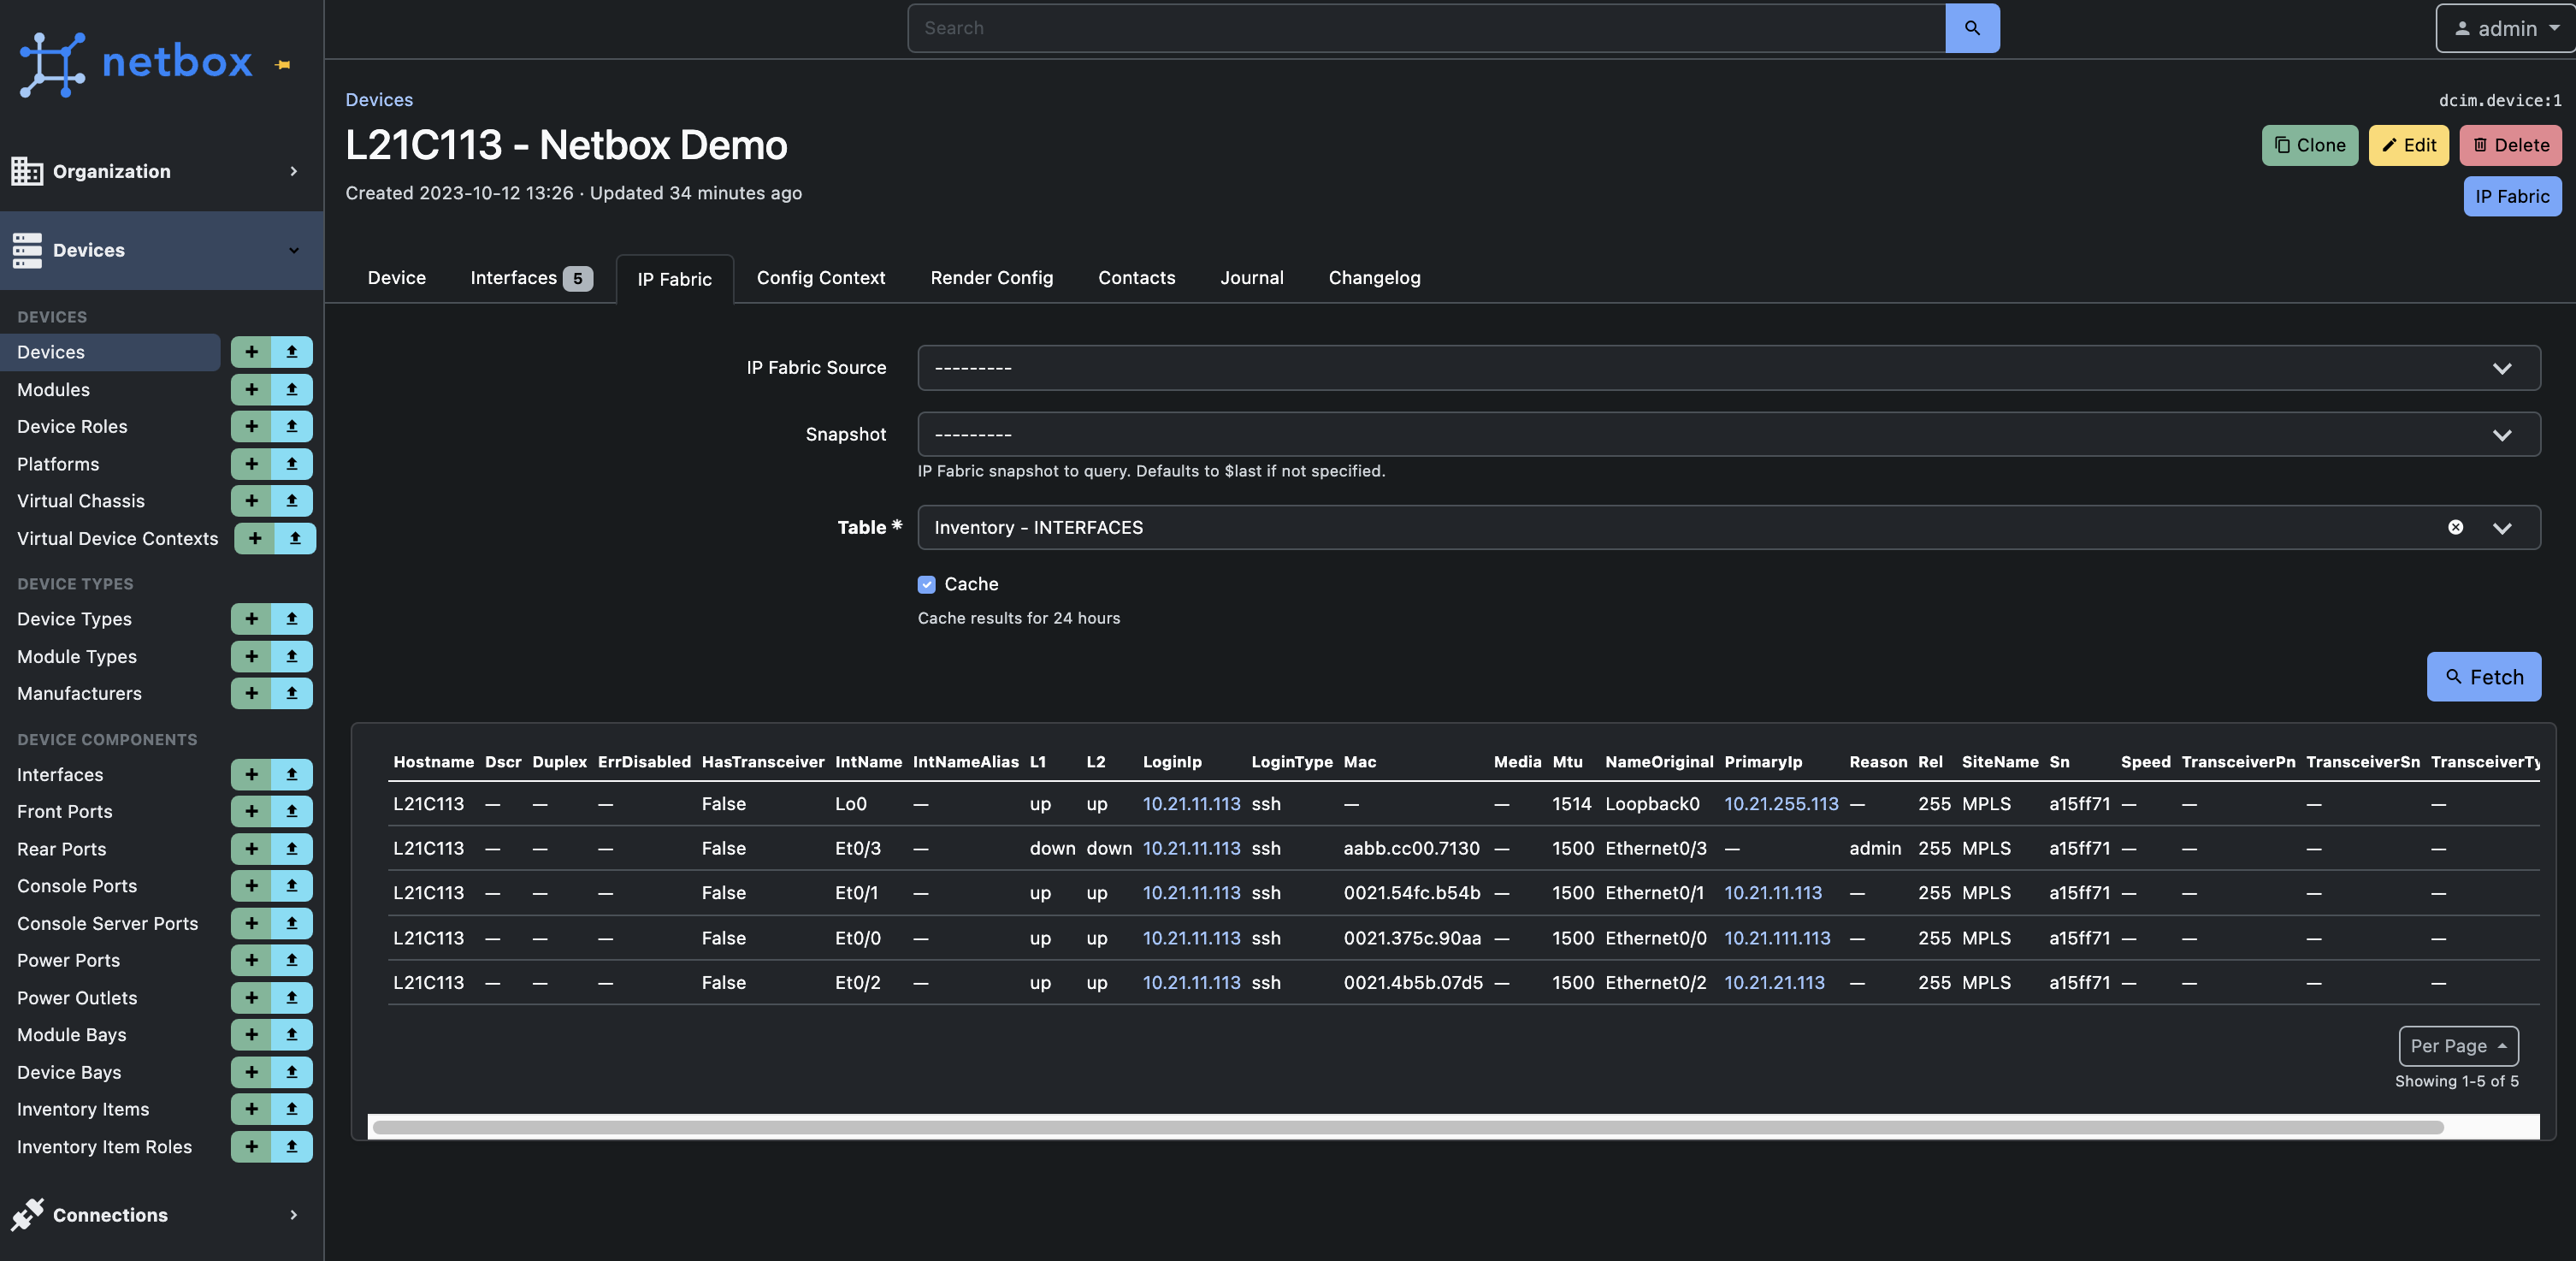 netbox
Search
admin
Organization
Devices
DEVICES
Devices
Modules
Device Roles
Platforms
Virtual Chassis
Virtual Device Contexts
DEVICE TYPES
Device Types
Module Types
Manufacturers
DEVICE COMPONENTS
Interfaces
Front Ports
Rear Ports
Console Ports
Console Server Ports
Power Ports
Power Outlets
Module Bays
Device Bays
Inventory Items
Inventory Item Roles
Connections
Devices
dcim.device:1
L21C113 - Netbox Demo
Clone Edit Delete
Created 2023-10-12 13:26 · Updated 34 minutes ago
IP Fabric
Device Interfaces 5 IP Fabric Config Context Render Config Contacts Journal Changelog
IP Fabric Source ---------
Snapshot ---------
IP Fabric snapshot to query. Defaults to $last if not specified.
Table * Inventory - INTERFACES
Cache
Cache results for 24 hours
Fetch
Hostname Dscr Duplex ErrDisabled HasTransceiver IntName IntNameAlias L1 L2 LoginIp LoginType Mac Media Mtu NameOriginal PrimaryIp Reason Rel SiteName Sn Speed TransceiverPn TransceiverSn TransceiverTy
L21C113 — — — False Lo0 — up up 10.21.11.113 ssh — — 1514 Loopback0 10.21.255.113 — 255 MPLS a15ff71 — — — —
L21C113 — — — False Et0/3 — down down 10.21.11.113 ssh aabb.cc00.7130 — 1500 Ethernet0/3 — admin 255 MPLS a15ff71 — — — —
L21C113 — — — False Et0/1 — up up 10.21.11.113 ssh 0021.54fc.b54b — 1500 Ethernet0/1 10.21.11.113 — 255 MPLS a15ff71 — — — —
L21C113 — — — False Et0/0 — up up 10.21.11.113 ssh 0021.375c.90aa — 1500 Ethernet0/0 10.21.111.113 — 255 MPLS a15ff71 — — — —
L21C113 — — — False Et0/2 — up up 10.21.11.113 ssh 0021.4b5b.07d5 — 1500 Ethernet0/2 10.21.21.113 — 255 MPLS a15ff71 — — — —
Per Page
Showing 1-5 of 5